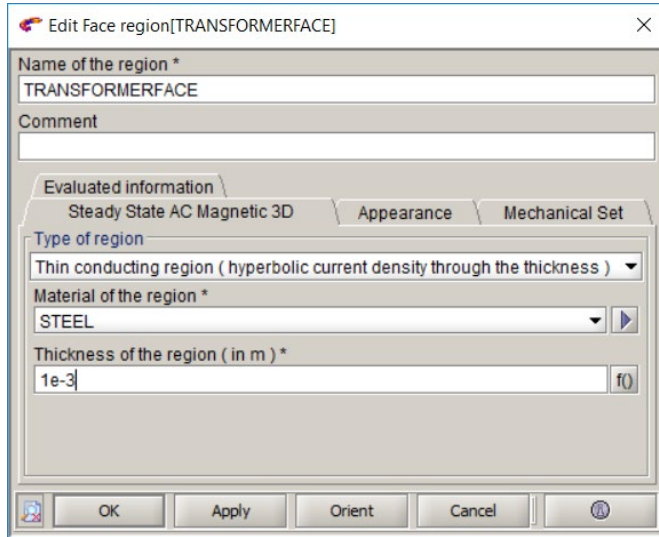 Edit Face region[TRANSFORMERFACE]
Name of the region *
TRANSFORMERFACE
Comment
Evaluated information
Steady State AC Magnetic 3D
Appearance
Mechanical Set
Type of region
Thin conducting region ( hyperbolic current density through the thickness )
Material of the region *
STEEL
Thickness of the region ( in m ) *
1e-3
f()
OK
Apply
Orient
Cancel